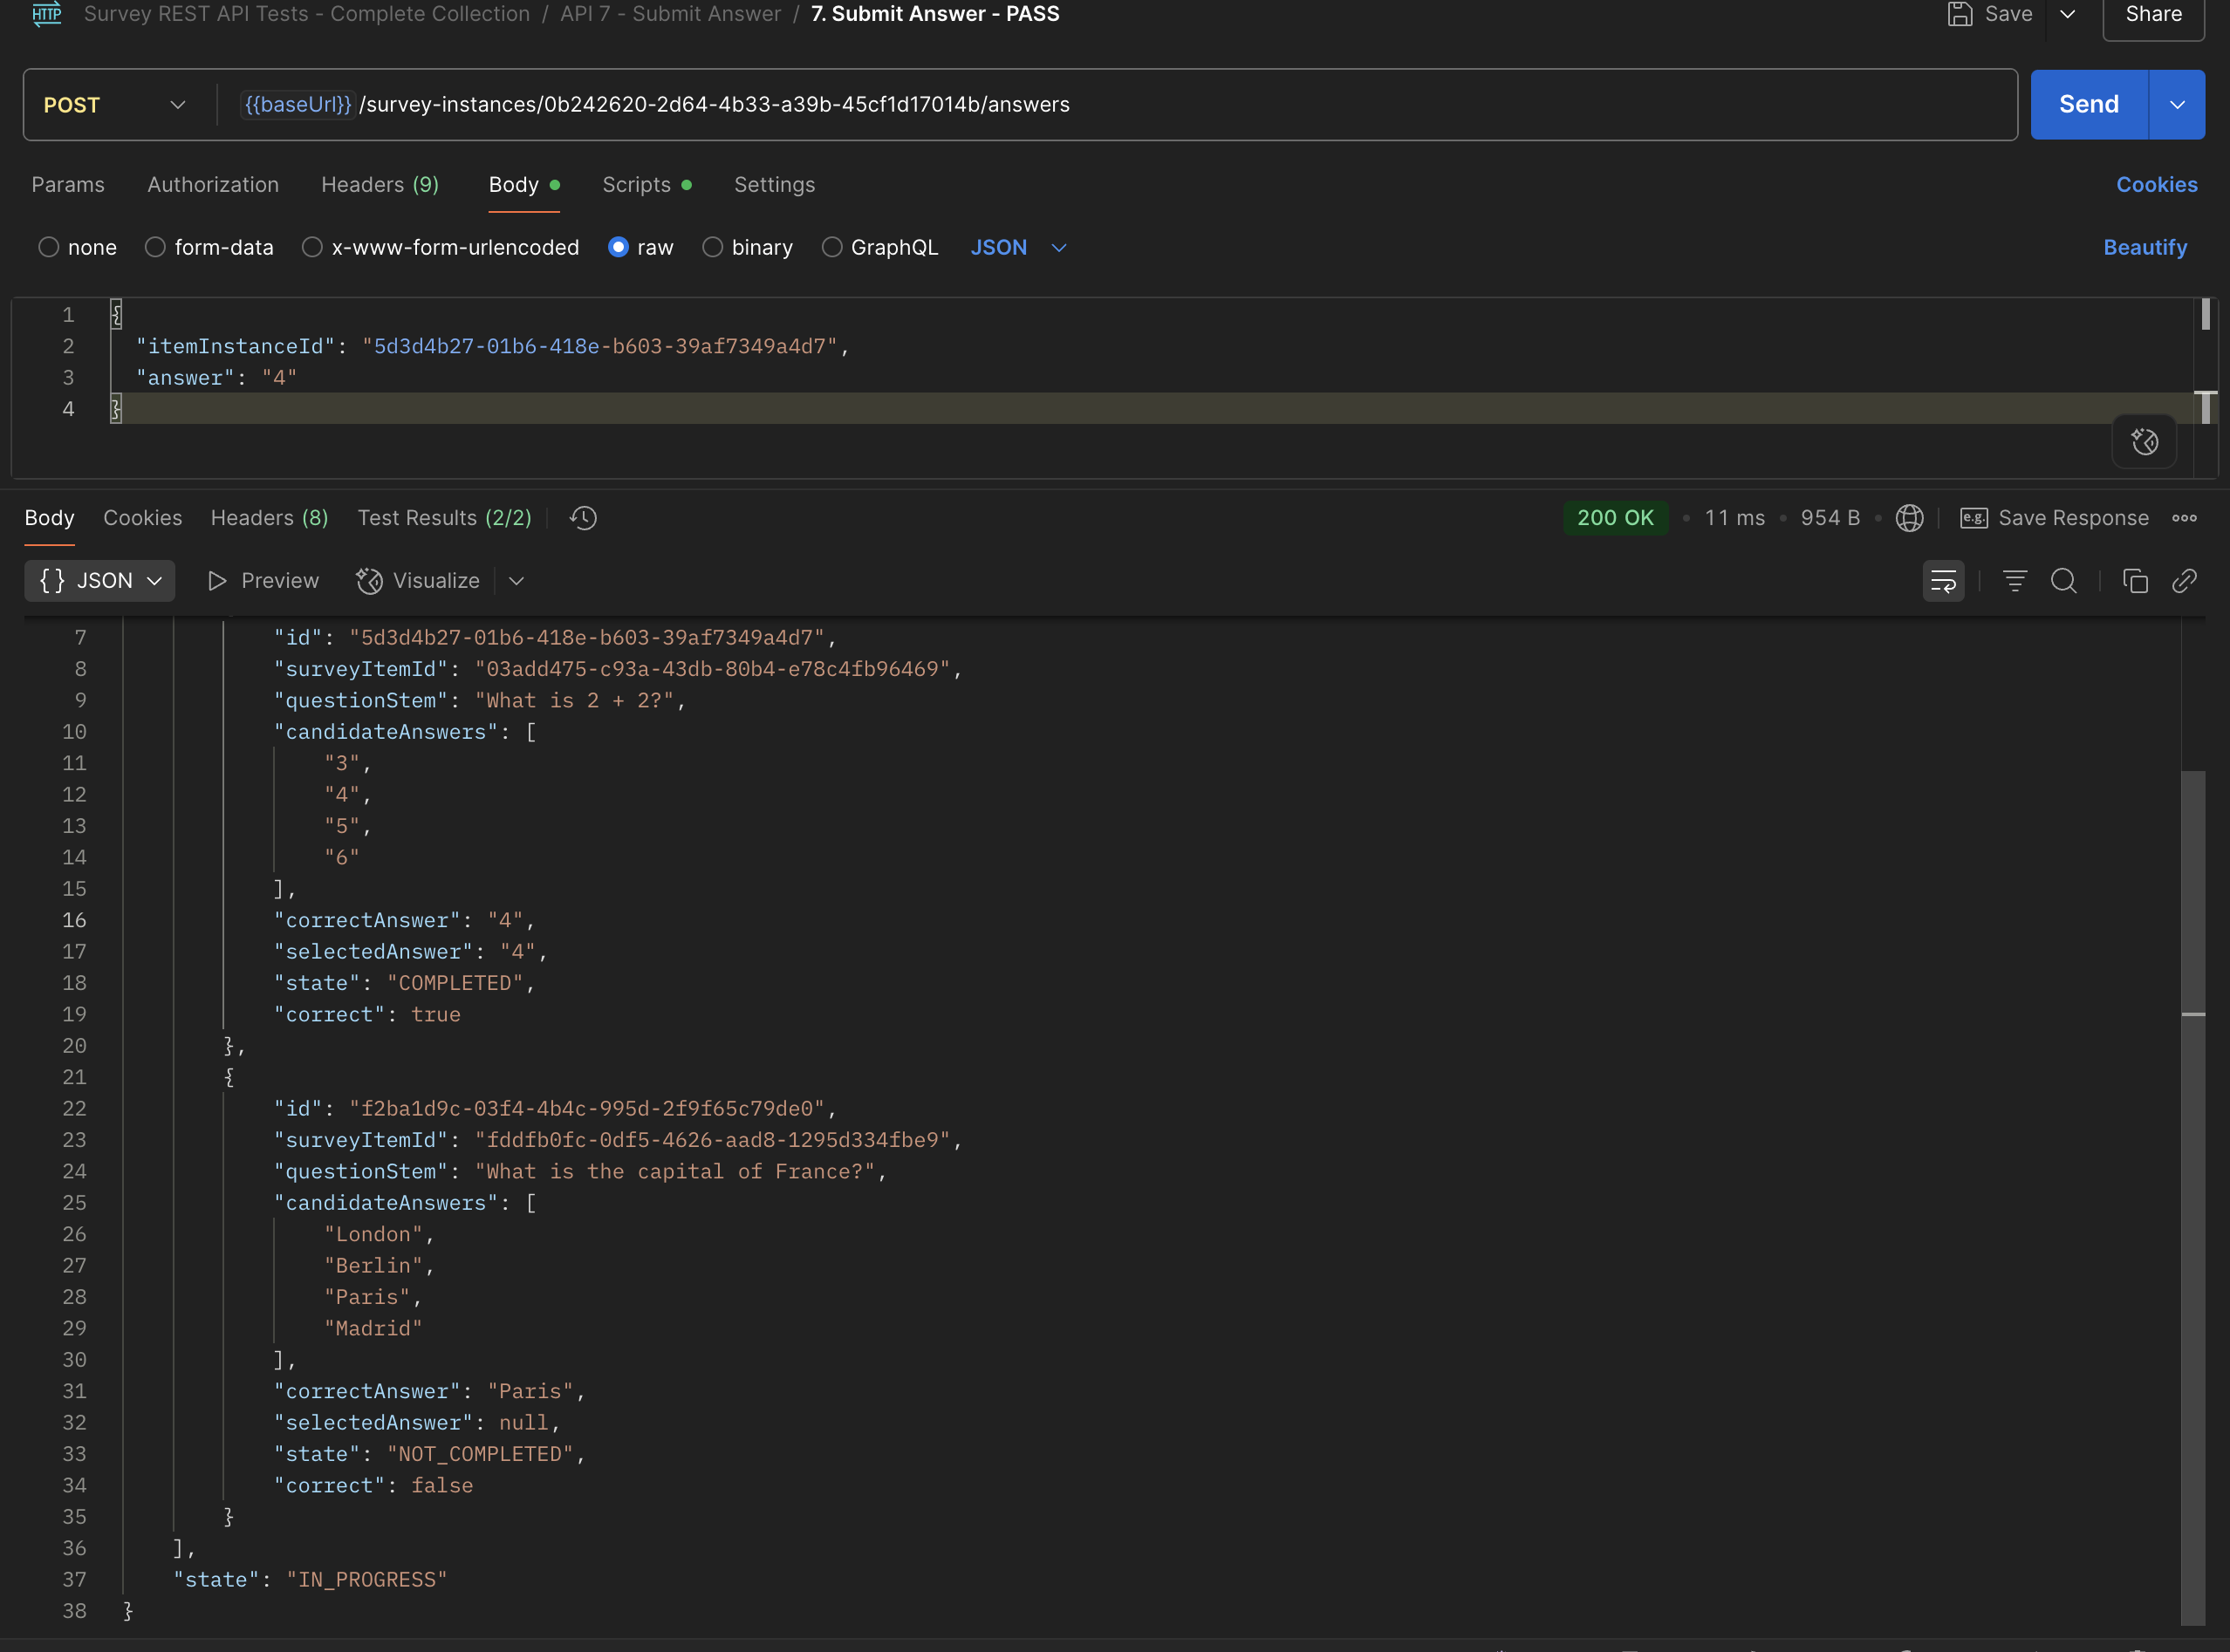 HTTP Survey REST API Tests - Complete Collection / API 7 - Submit Answer / 7. Submit Answer - PASS Save Share
POST {{baseUrl}}/survey-instances/0b242620-2d64-4b33-a39b-45cf1d17014b/answers Send
Params Authorization Headers (9) Body Scripts Settings Cookies
none form-data x-www-form-urlencoded raw binary GraphQL JSON Beautify
1 {
2 "itemInstanceId": "5d3d4b27-01b6-418e-b603-39af7349a4d7",
3 "answer": "4"
4 }
Body Cookies Headers (8) Test Results (2/2) 200 OK • 11 ms • 954 B • e.g. Save Response
{} JSON Preview Visualize
7 "id": "5d3d4b27-01b6-418e-b603-39af7349a4d7",
8 "surveyItemId": "03add475-c93a-43db-80b4-e78c4fb96469",
9 "questionStem": "What is 2 + 2?",
10 "candidateAnswers": [
11 "3",
12 "4",
13 "5",
14 "6"
15 ],
16 "correctAnswer": "4",
17 "selectedAnswer": "4",
18 "state": "COMPLETED",
19 "correct": true
20 },
21 {
22 "id": "f2ba1d9c-03f4-4b4c-995d-2f9f65c79de0",
23 "surveyItemId": "fddfb0fc-0df5-4626-aad8-1295d334fbe9",
24 "questionStem": "What is the capital of France?",
25 "candidateAnswers": [
26 "London",
27 "Berlin",
28 "Paris",
29 "Madrid"
30 ],
31 "correctAnswer": "Paris",
32 "selectedAnswer": null,
33 "state": "NOT_COMPLETED",
34 "correct": false
35 }
36 ],
37 "state": "IN_PROGRESS"
38 }